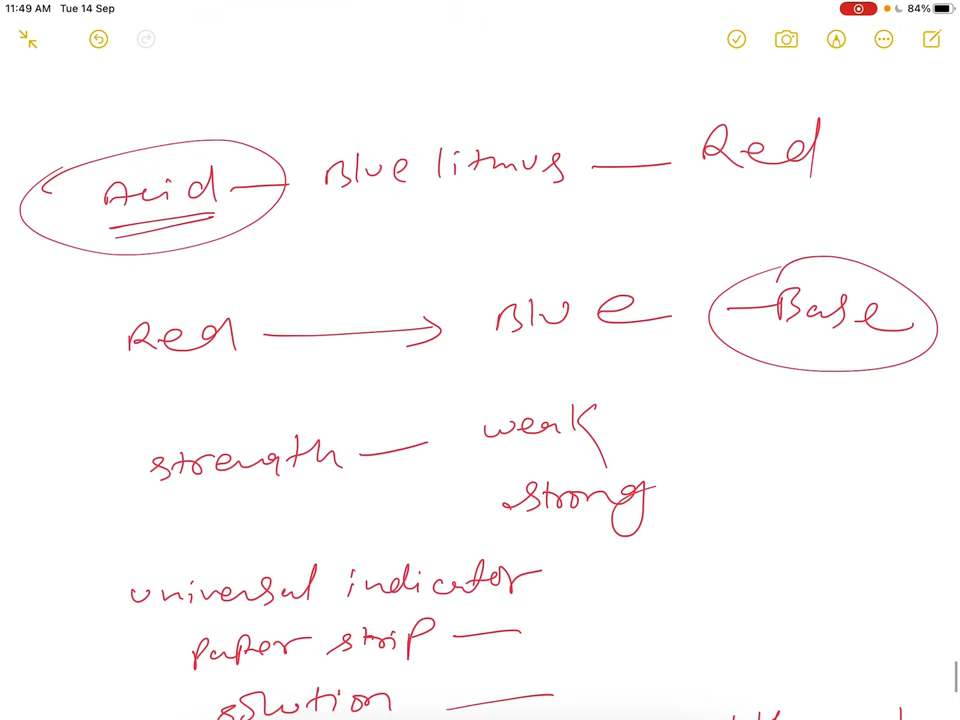 11:49 AM Tue 14 Sep 84%
Acid — Blue litmus — Red
Red → Blue — Base
strength — weak
strong
universal indicator
paper strip —
solution —